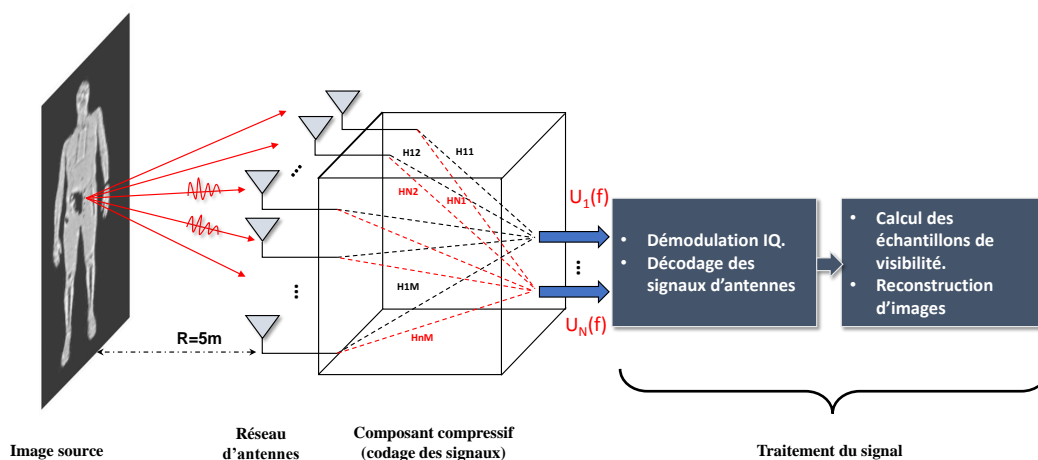 H12
H11
HN2
HN1
H1M
HnM
R=5m
U1(f)
UN(f)
• Démodulation IQ.
• Décodage des
signaux d’antennes
• Calcul des
échantillons de
visibilité.
• Reconstruction
d’images
Image source
Réseau
d’antennes
Composant compressif
(codage des signaux)
Traitement du signal